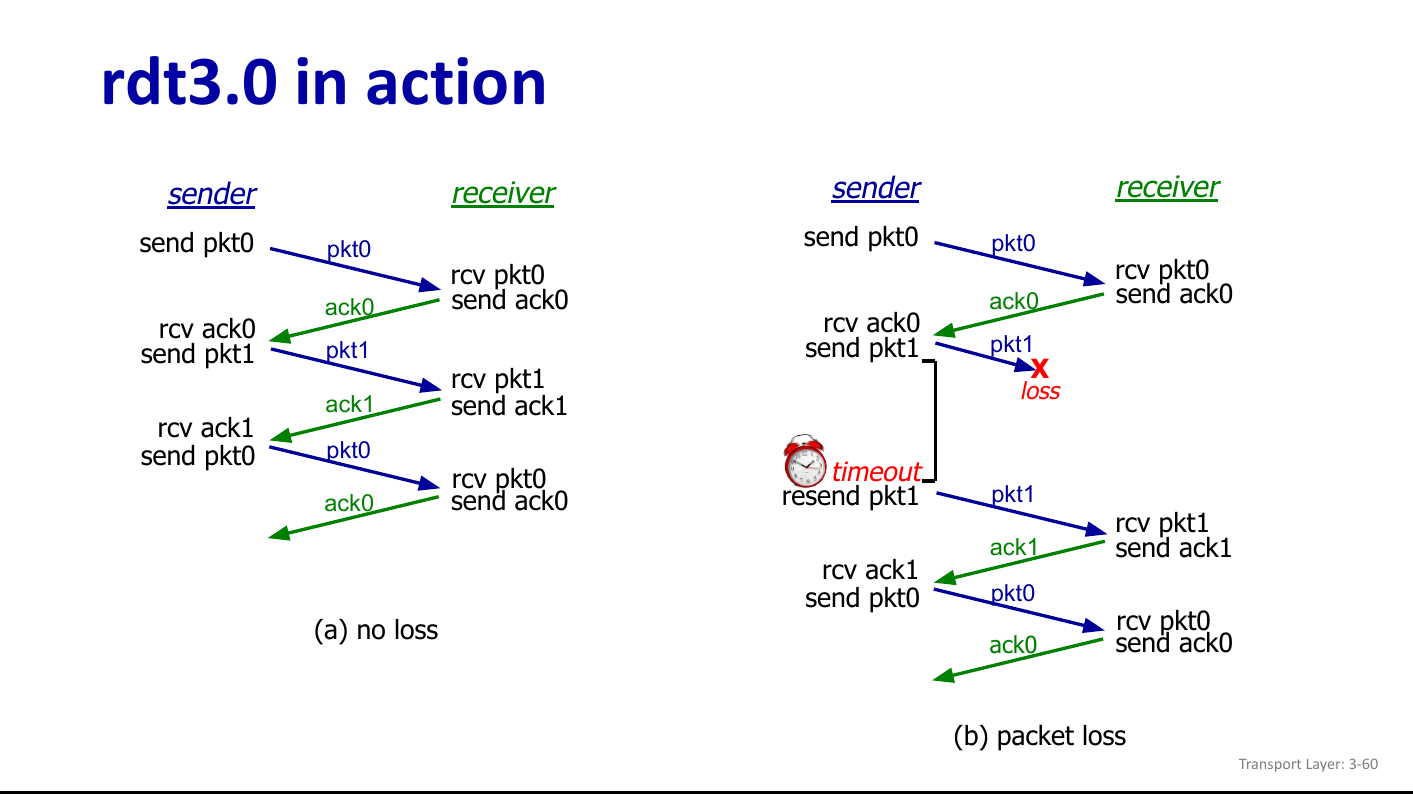 rdt3.0 in action
sender
receiver
send pkt0
pkt0
rcv pkt0
send ack0
ack0
rcv ack0
send pkt1
pkt1
rcv pkt1
send ack1
ack1
rcv ack1
send pkt0
pkt0
rcv pkt0
send ack0
ack0
(a) no loss
sender
receiver
send pkt0
pkt0
rcv pkt0
send ack0
ack0
rcv ack0
send pkt1
pkt1
X
loss
timeout
resend pkt1
pkt1
rcv pkt1
send ack1
ack1
rcv ack1
send pkt0
pkt0
rcv pkt0
send ack0
ack0
(b) packet loss
Transport Layer: 3-60